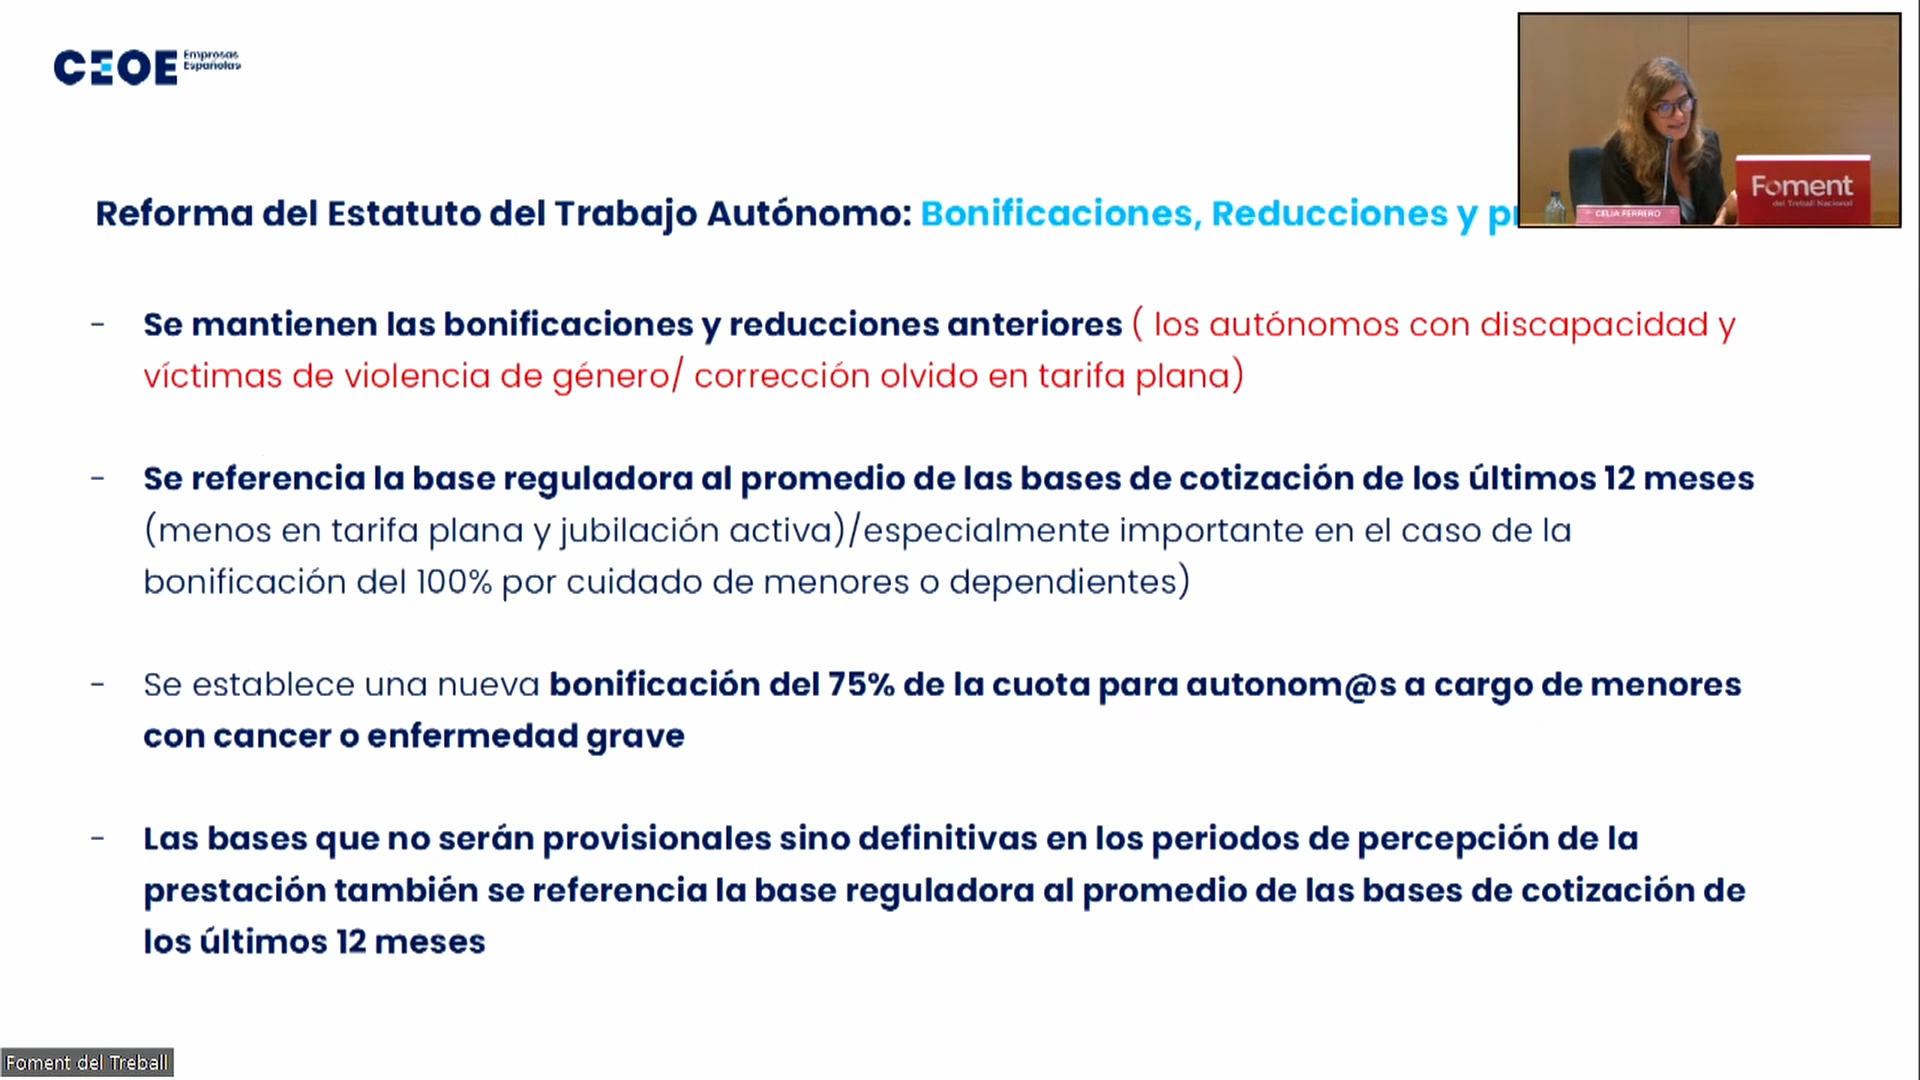 CEOE Empresas
Españolas
Reforma del Estatuto del Trabajo Autónomo: Bonificaciones, Reducciones y
- Se mantienen las bonificaciones y reducciones anteriores ( los autónomos con discapacidad y
víctimas de violencia de género/ corrección olvido en tarifa plana)
- Se referencia la base reguladora al promedio de las bases de cotización de los últimos 12 meses
(menos en tarifa plana y jubilación activa)/especialmente importante en el caso de la
bonificación del 100% por cuidado de menores o dependientes)
- Se establece una nueva bonificación del 75% de la cuota para autonom@s a cargo de menores
con cancer o enfermedad grave
- Las bases que no serán provisionales sino definitivas en los periodos de percepción de la
prestación también se referencia la base reguladora al promedio de las bases de cotización de
los últimos 12 meses
CELIA FERRERO
Foment
del Treball Nacional
Foment del Treball